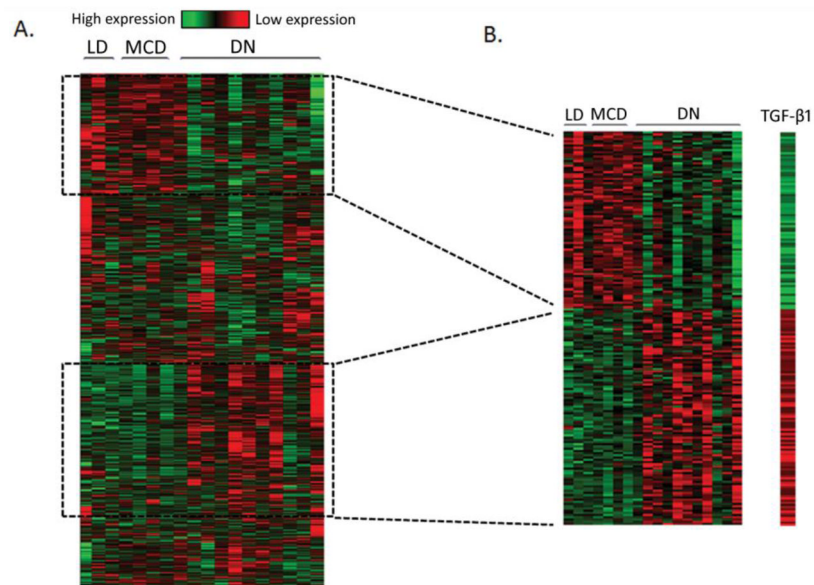 High expression Low expression
A.
LD MCD DN
B.
LD MCD DN TGF-β1